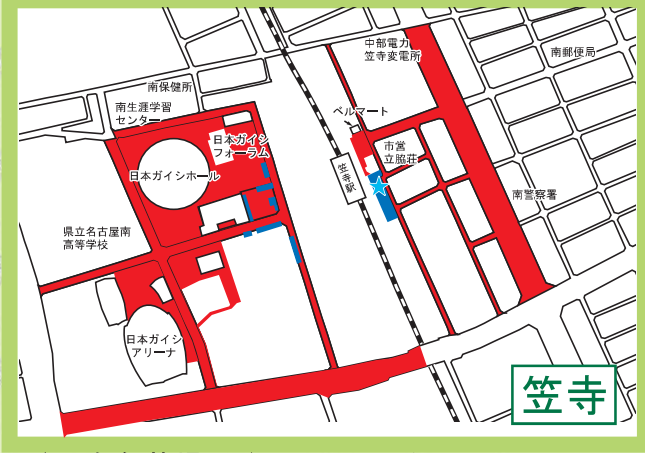 中部電力
笠寺変電所
南郵便局
南保健所
南生涯学習
センター
ベルマート
日本ガイシ
フォーラム
市営
立脇荘
日本ガイシホール
笠寺駅
南警察署
県立名古屋南
高等学校
日本ガイシ
アリーナ
笠寺